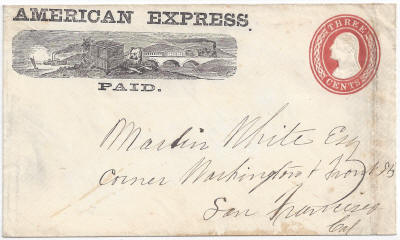 AMERICAN EXPRESS.
PAID.
THREE
CENTS
Martin White Esq
Corner Washington & Front Sts
San Francisco
Cal